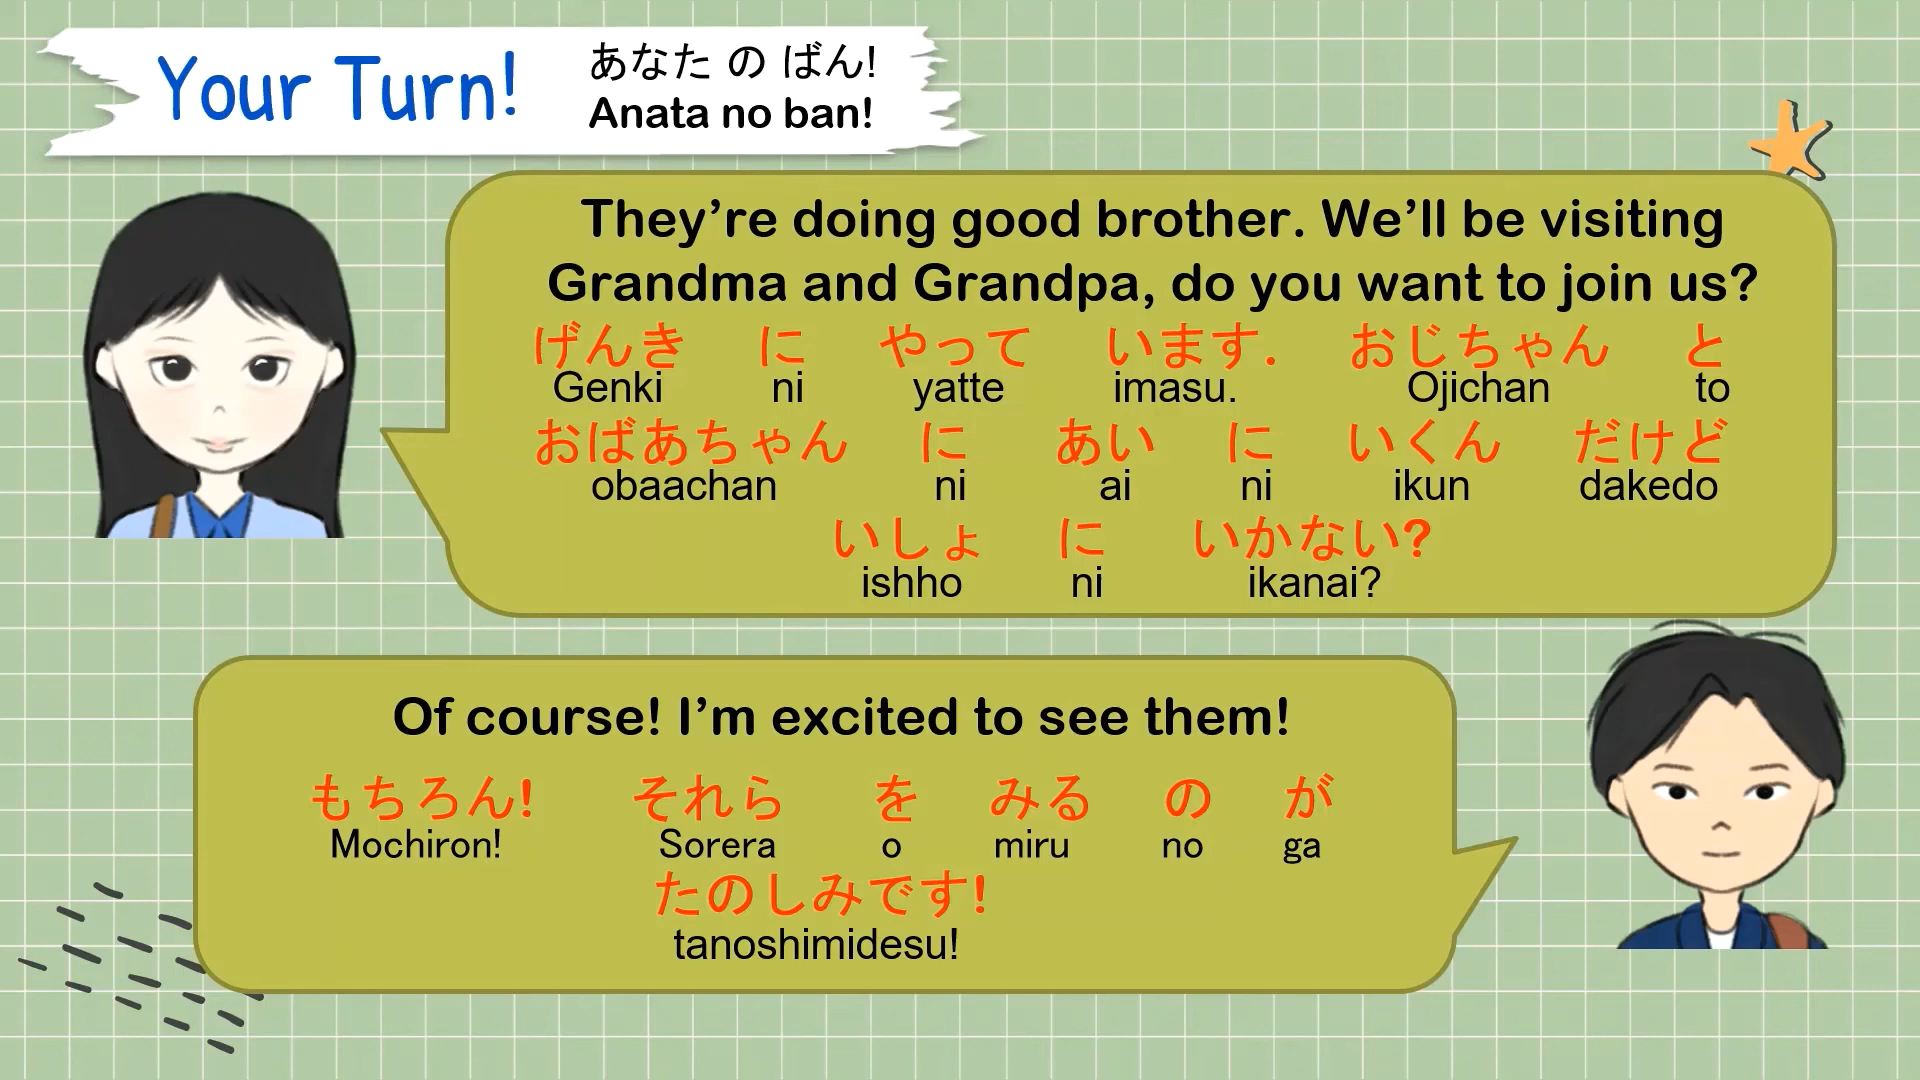 Your Turn!
あなた の ばん!
Anata no ban!
They're doing good brother. We'll be visiting
Grandma and Grandpa, do you want to join us?
げんき に やって います. おじちゃん と
Genki ni yatte imasu. Ojichan to
おばあちゃん に あい に いくん だけど
obaachan ni ai ni ikun dakedo
いしょ に いかない?
ishho ni ikanai?
Of course! I'm excited to see them!
もちろん! それら を みる の が
Mochiron! Sorera o miru no ga
たのしみです!
tanoshimidesu!